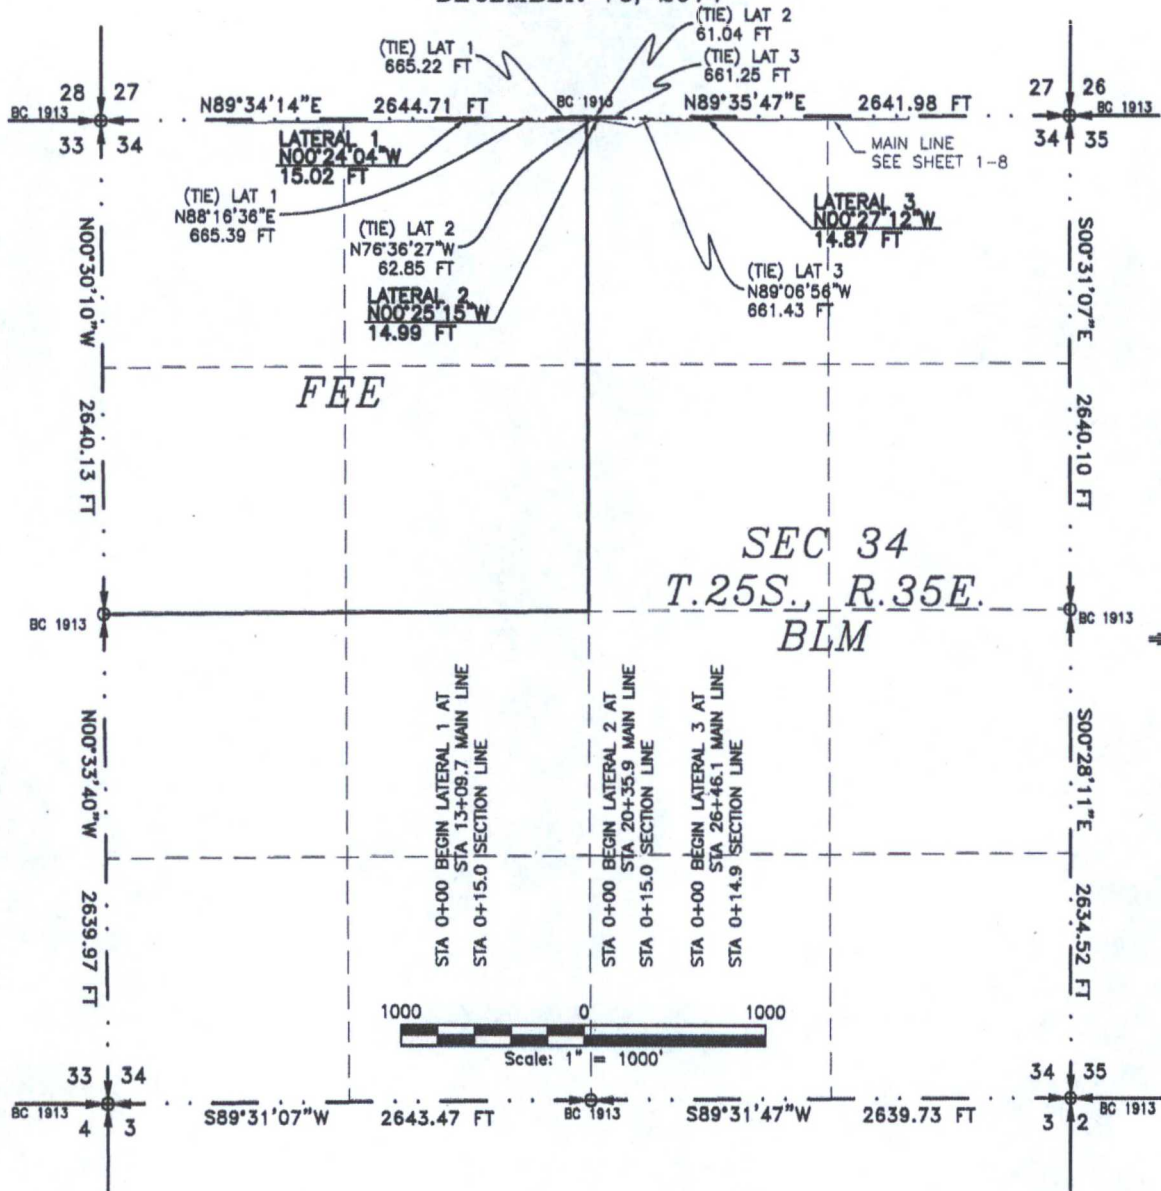 (TIE) LAT 1
665.22 FT
(TIE) LAT 2
61.04 FT
(TIE) LAT 3
661.25 FT
28 27
33 34
BC 1913
N89°34'14"E 2644.71 FT
BC 1913
N89°35'47"E 2641.98 FT
27 26
34 35
BC 1913
LATERAL 1
N00°24'04"W
15.02 FT
MAIN LINE
SEE SHEET 1-8
(TIE) LAT 1
N88°16'36"E
665.39 FT
(TIE) LAT 2
N76°36'27"W
62.85 FT
LATERAL 2
N00°25'15"W
14.99 FT
LATERAL 3
N00°27'12"W
14.87 FT
(TIE) LAT 3
N89°06'56"W
661.43 FT
N00°30'10"W 2640.13 FT
S00°31'07"E 2640.10 FT
FEE
SEC 34
T.25S., R.35E.
BLM
BC 1913
BC 1913
N00°33'40"W 2639.97 FT
S00°28'11"E 2634.52 FT
STA 0+00 BEGIN LATERAL 1 AT
STA 13+09.7 MAIN LINE
STA 0+15.0 SECTION LINE
STA 0+00 BEGIN LATERAL 2 AT
STA 20+35.9 MAIN LINE
STA 0+15.0 SECTION LINE
STA 0+00 BEGIN LATERAL 3 AT
STA 26+46.1 MAIN LINE
STA 0+14.9 SECTION LINE
1000 0 1000
Scale: 1" = 1000'
33 34
4 3
BC 1913
S89°31'07"W 2643.47 FT
BC 1913
S89°31'47"W 2639.73 FT
34 35
3 2
BC 1913